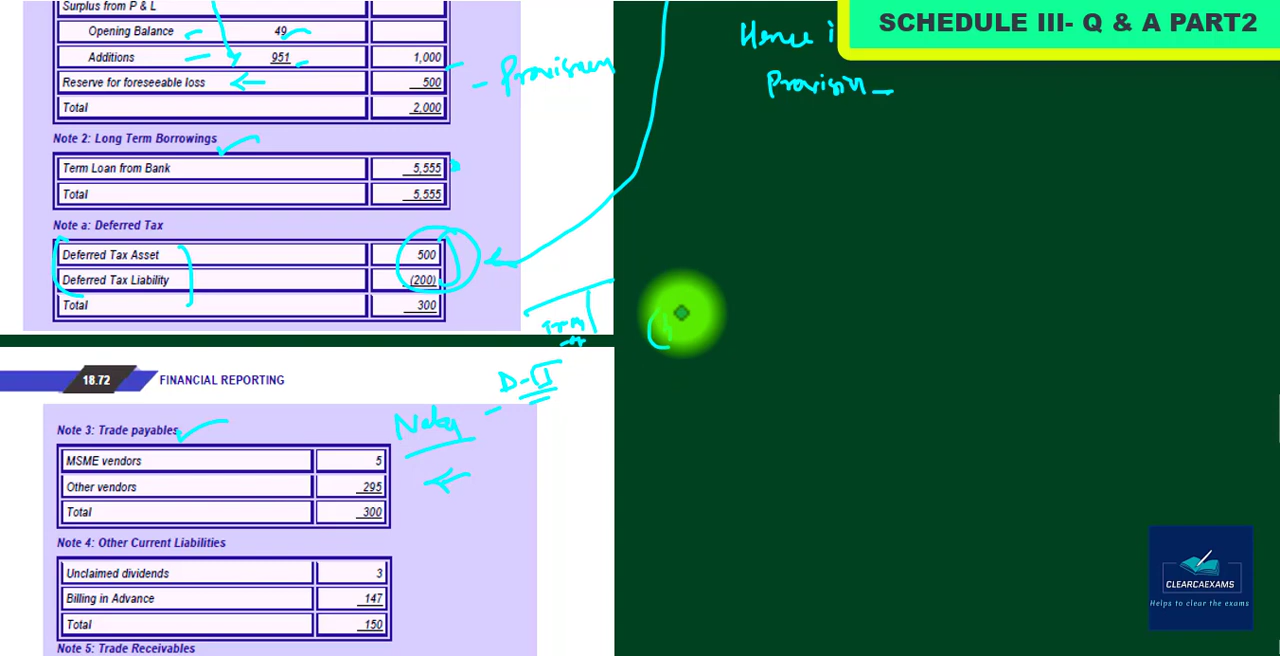 SCHEDULE III- Q & A PART2
Surplus from P & L
Opening Balance 49
Additions 951 1,000
Reserve for foreseeable loss 500
Total 2,000
- Provision
Hence i
Provision -
Note 2: Long Term Borrowings
Term Loan from Bank 5,555
Total 5,555
Note a: Deferred Tax
Deferred Tax Asset 500
Deferred Tax Liability (200)
Total 300
18.72 FINANCIAL REPORTING
D-II
Note 3: Trade payables
MSME vendors 5
Other vendors 295
Total 300
Note 4: Other Current Liabilities
Unclaimed dividends 3
Billing in Advance 147
Total 150
Note 5: Trade Receivables
CLEARCAEXAMS
Helps to clear the exams